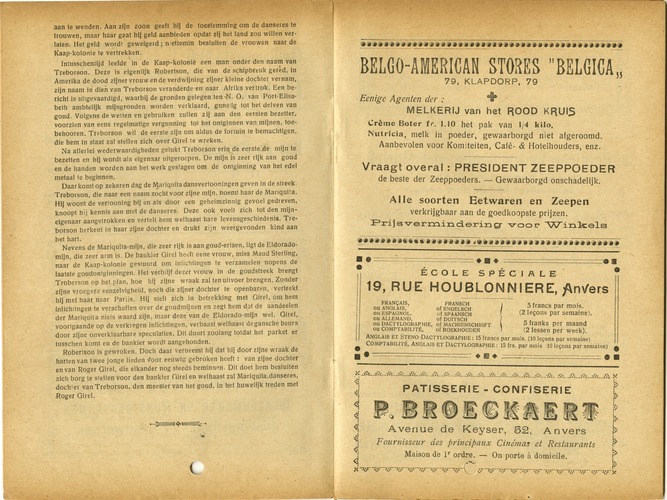 aan te wenden. Aan zijn zoon geeft hij de toestemming om de danseres te
trouwen, maar haar gaat hij geld aanbieden opdat zij het land zou willen ver-
laten. Het geld wordt geweigerd ; niettemin besluiten de vrouwen naar de
Kaap-kolonie te vertrekken.
Intusschentijd leefde in de Kaap-kolonie een man onder den naam van
Treborson. Deze is eigenlijk Robertson, die van de schipbreuk gered, in
Amerika de dood zijner vrouw en de verdwijning zijner kleine dochter vernam,
zijn naam in dien van Treborson veranderde en naar Afrika vertrok. Een be-
richt is uitgevaardigd, waarbij de gronden gelegen ten N. O. van Port-Elisa-
beth ambtelijk mijngronden worden verklaard, gunstig tot het delven van
goud. Volgens de wetten en gebruiken zullen zij aan den eersten bezetter,
voorzien van eene regelmatige vergunning tot het ontginnen van mijnen, toe-
behooren. Treborson wil de eerste zijn om aldus de fortuin te bemachtigen,
die hem in staat zal stellen zich over Girel te wreken.
Na allerlei wederwaardigheden gelukt Treborson erin de eerste de mijn te
bezetten en hij wordt als eigenaar uitgeroepen. De mijn is zeer rijk aan goud
en de handen worden aan het werk geslagen om de ontginning van het edel
metaal te beginnen.
Daar komt op zekeren dag de Mariquita dansvertooningen geven in de streek.
Treborson, die naar een naam zocht voor zijne mijn, noemt haar de Mariquita.
Hij woont de vertooning bij en als door een geheimzinnig gevoel gedreven,
knoopt hij kennis aan met de danseres. Deze ook voelt zich tot den mijn-
eigenaar aangetrokken en vertelt hem welhaast hare levensgeschiedenis. Tre-
borson herkent in haar zijne dochter en drukt zijn weergevonden kind aan
het hart.
Nevens de Mariquita-mijn, die zeer rijk is aan goud-erisen, ligt de Eldorado-
mijn, die zeer arm is. De bankier Girel heeft eene vrouw, miss Maud Sterling,
naar de Kaap-kolonie gestuurd om inlichtingen te verzamelen nopens de
laatste goudontginningen. Het verblijf dezer vrouw in de goudstreek brengt
Treborson op het plan, hoe hij zijne wraak zal ten uitvoer brengen. Zonder
zijne vroegere eenzelvigheid, noch die zijner dochter te openbaren, vertrekt
hij met haar naar Parijs. Hij stelt zich in betrekking met Girel, om hem
inlichtingen te verschaffen over de goudmijnen en zegt hem dat de aandeelen
der Mariquita niets waard zijn, maar deze van de Eldorado-mijn wel. Girel,
voortgaande op de verkregen inlichtingen, verbaast welhaast degansche beurs
door zijne onverklaarbare speculaties. Dit duurt zoolang totdat het parket er
tusschen komt en de bankier wordt aangehouden.
Robertson is gewroken. Doch daar verneemt hij dat hij door zijne wraak de
harten van twee jonge lieden voor eeuwig gebroken heeft : van zijne dochter
en van Roger Girel, die elkander nog steeds beminnen. Dit doet hem besluiten
zich borg te stellen voor den bankier Girel en welhaast zal Mariquita, danseres,
dochter van Treborson, den meester van het goud, in het huwelijk treden met
Roger Girel.
BELGO-AMERICAN STORES "BELGICA„
79, KLAPDORP, 79
Eenige Agenten der :
MELKERIJ van het ROOD KRUIS
Crème Boter fr. 1.10 het pak van 1/4 kilo,
Nutricia, melk in poeder, gewaarborgd niet afgeroomd.
Aanbevolen voor Komiteiten, Café- & Hotelhouders, enz.
Vraagt overal : PRESIDENT ZEEPPOEDER
de beste der Zeeppoeders. — Gewaarborgd onschadelijk.
Alle soorten Eetwaren en Zeepen
verkrijgbaar aan de goedkoopste prijzen.
Prijsvermindering voor Winkels
ÉCOLE SPÉCIALE
19, RUE HOUBLONNIERE, Anvers
FRANÇAIS, of FRANSCH
ou ANGLAIS, of ENGELSCH
ou ESPAGNOL, of SPAANSCH
ou ALLEMAND, of DUITSCH
ou DACTYLOGRAPHIE, of MACHIENSCHRIFT
ou COMPTABILITÉ, of BOEKHOUDEN
5 francs par mois.
(2 leçons par semaine).
5 franks per maand
(2 lessen per week).
ANGLAIS ET STENO-DACTYLOGRAPHIE : 15 francs par mois. (10 leçons par semaine)
COMPTABILITÉ, ANGLAIS ET DACTYLOGRAPHIE : 15 frs. par mois (10 leçons par semaine)
PATISSERIE - CONFISERIE
P. BROECKAERT
Avenue de Keyser, 52, Anvers
Fournisseur des principaux Cinémas et Restaurants
Maison de 1r ordre. — On porte à domicile.